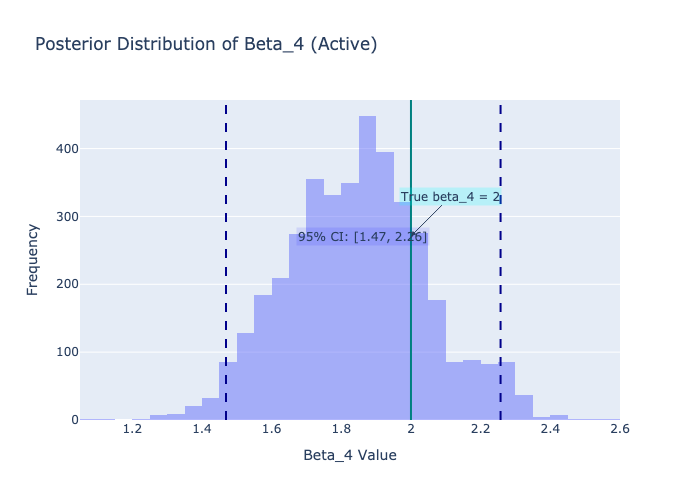 Posterior Distribution of Beta_4 (Active)
400
300
200
100
0
Frequency
True beta_4 = 2
95% CI: [1.47, 2.26]
1.2 1.4 1.6 1.8 2 2.2 2.4 2.6
Beta_4 Value